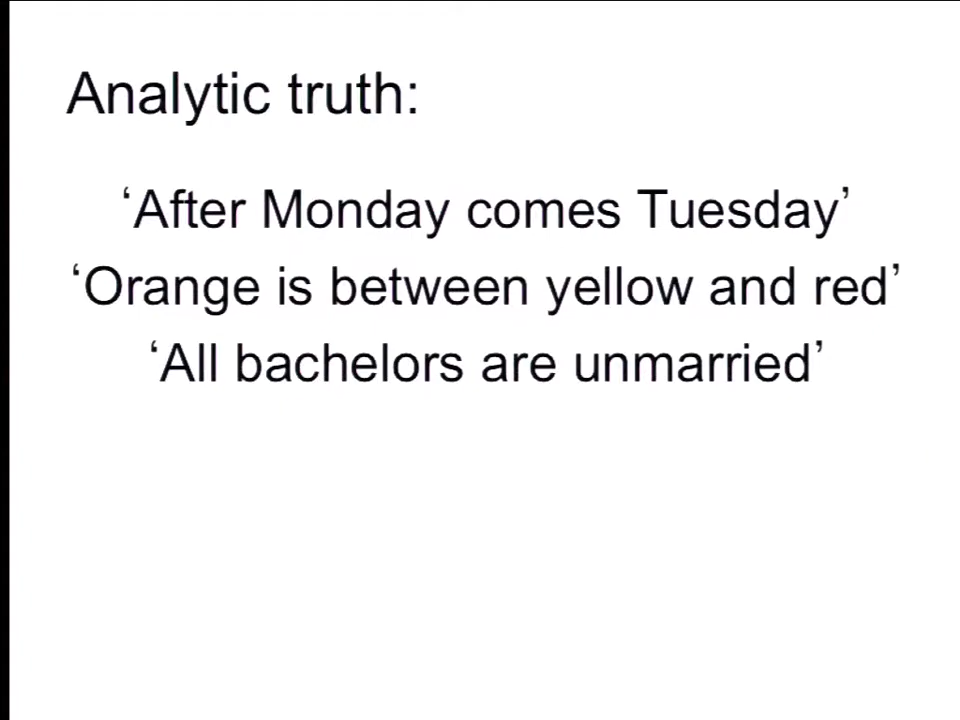 Analytic truth:
‘After Monday comes Tuesday’
‘Orange is between yellow and red’
‘All bachelors are unmarried’